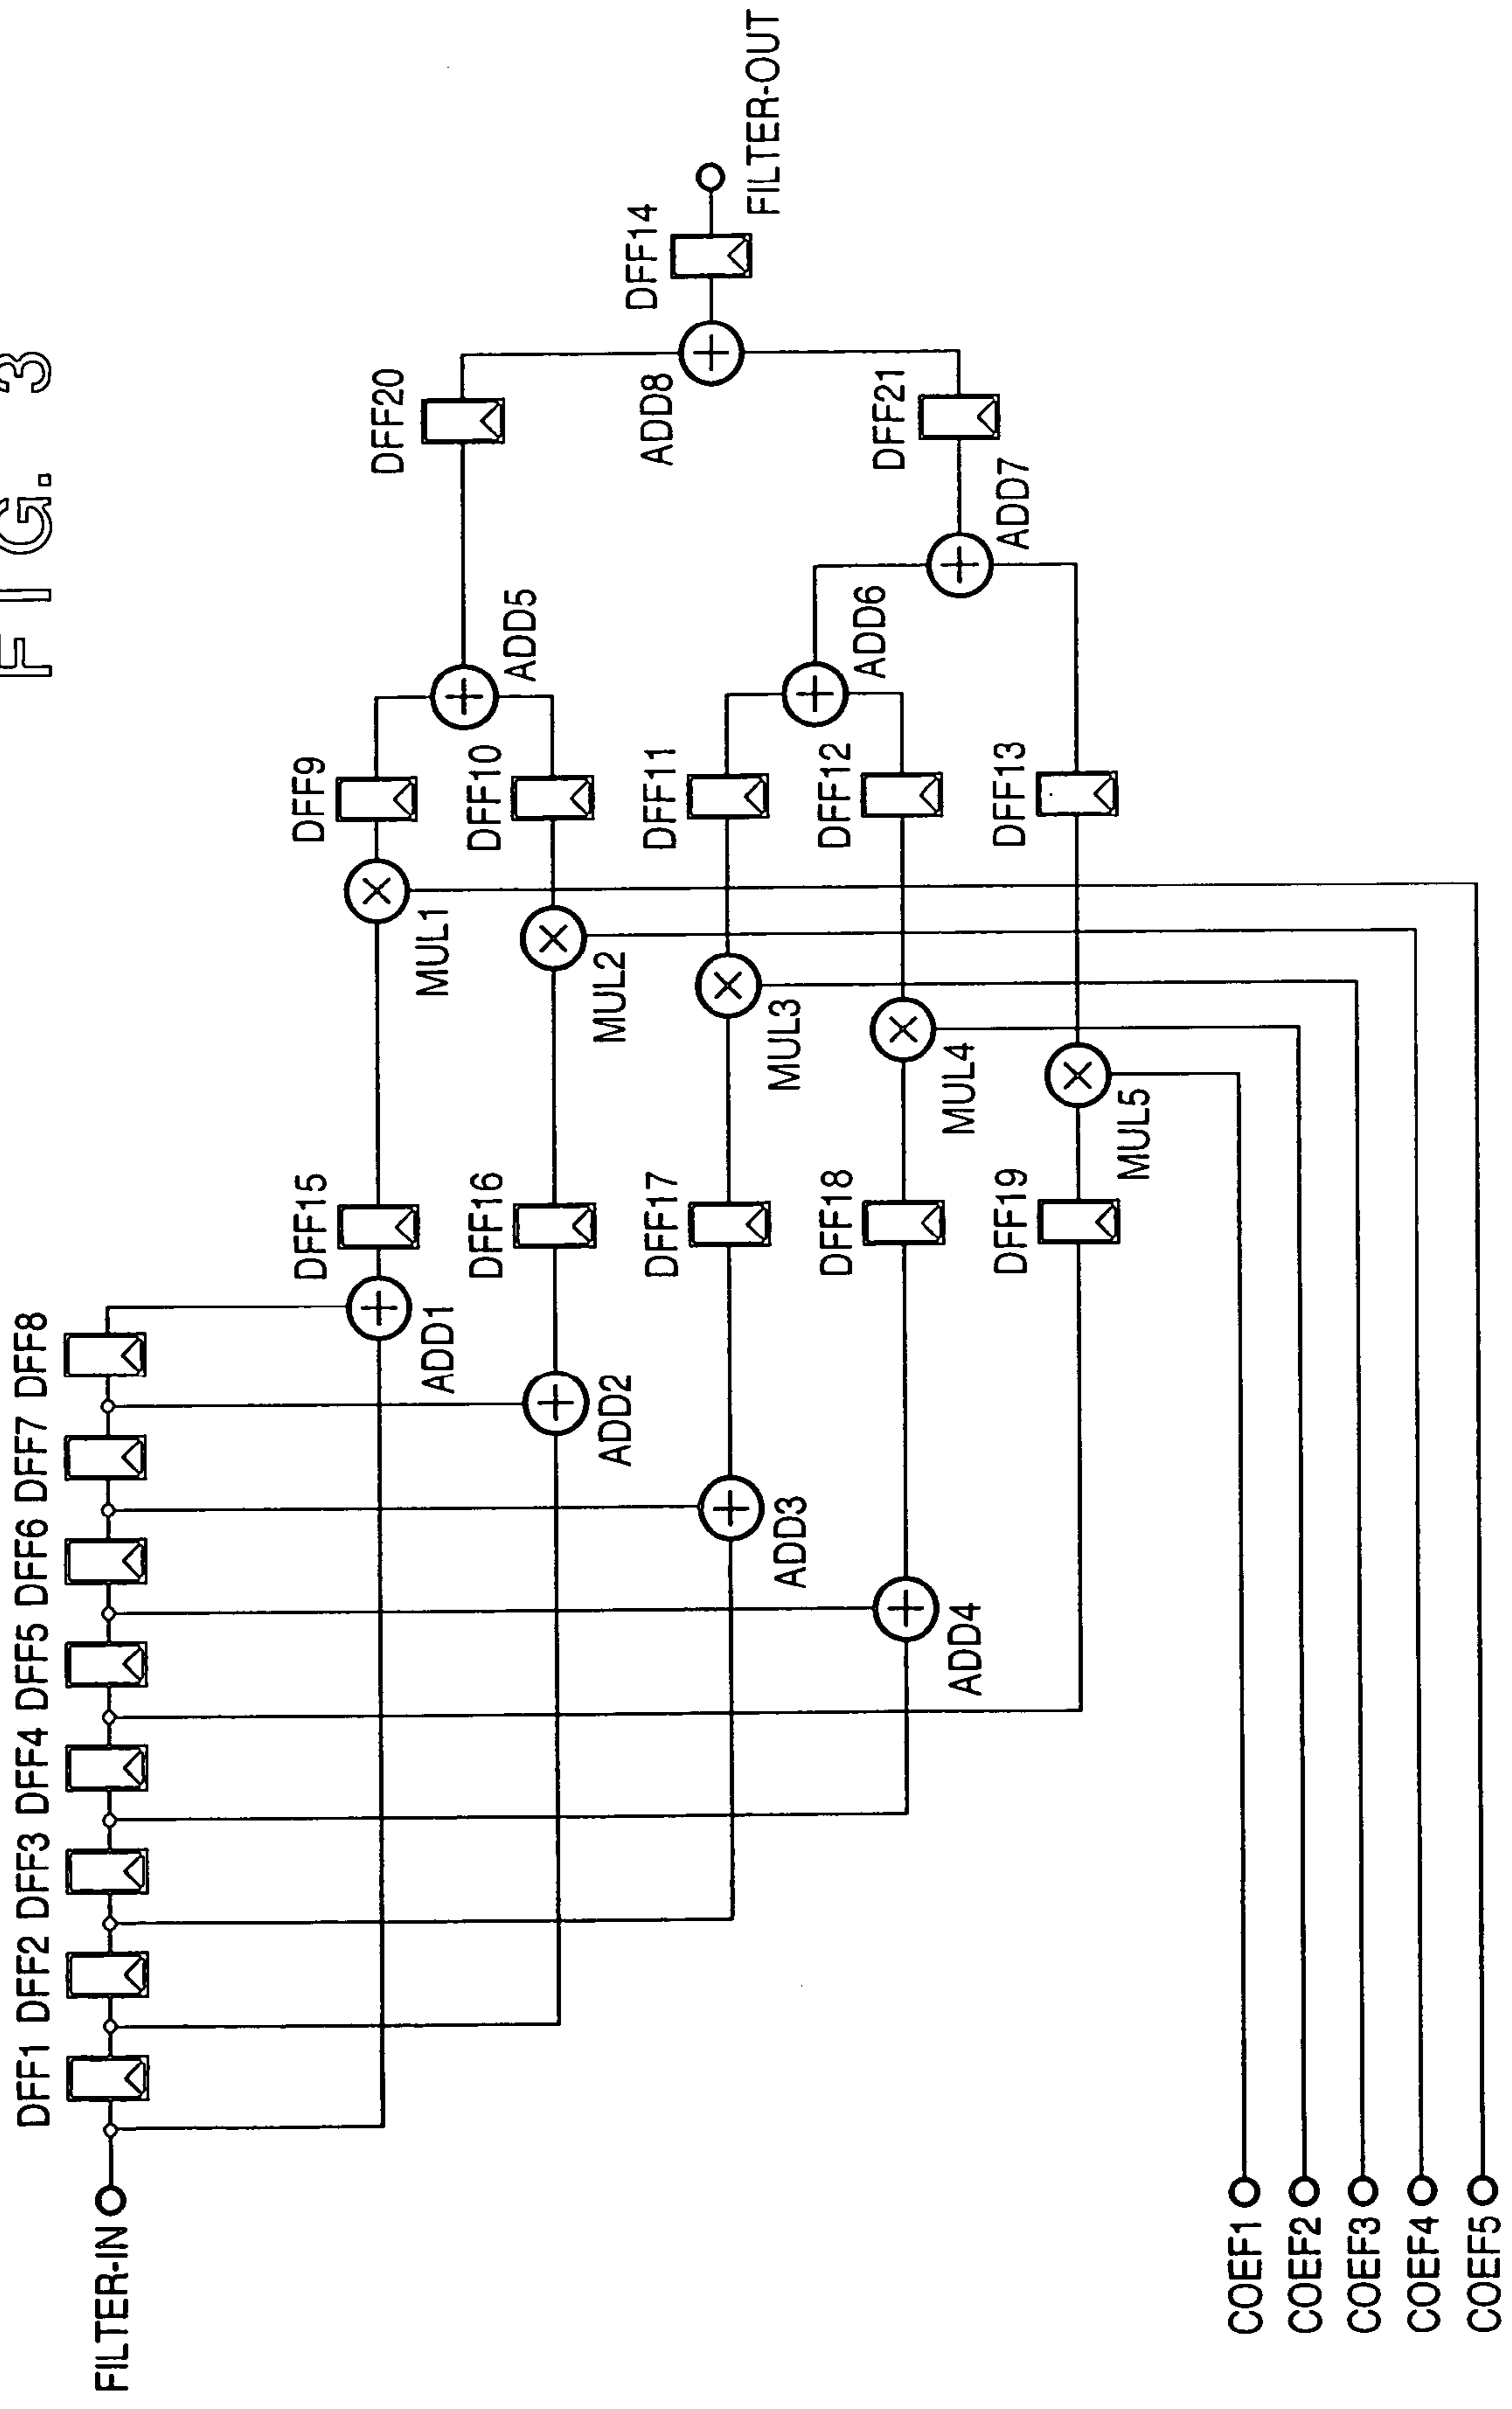 FIG. 3
DFF1 DFF2 DFF3 DFF4 DFF5 DFF6 DFF7 DFF8
FILTER-IN
DFF15
MUL1
DFF9
ADD1
DFF20
DFF16
MUL2
DFF10
ADD5
ADD2
DFF14
ADD8
FILTER-OUT
DFF17
MUL3
DFF11
ADD3
DFF18
MUL4
DFF12
ADD6
DFF21
ADD4
DFF19
MUL5
DFF13
ADD7
COEF1
COEF2
COEF3
COEF4
COEF5